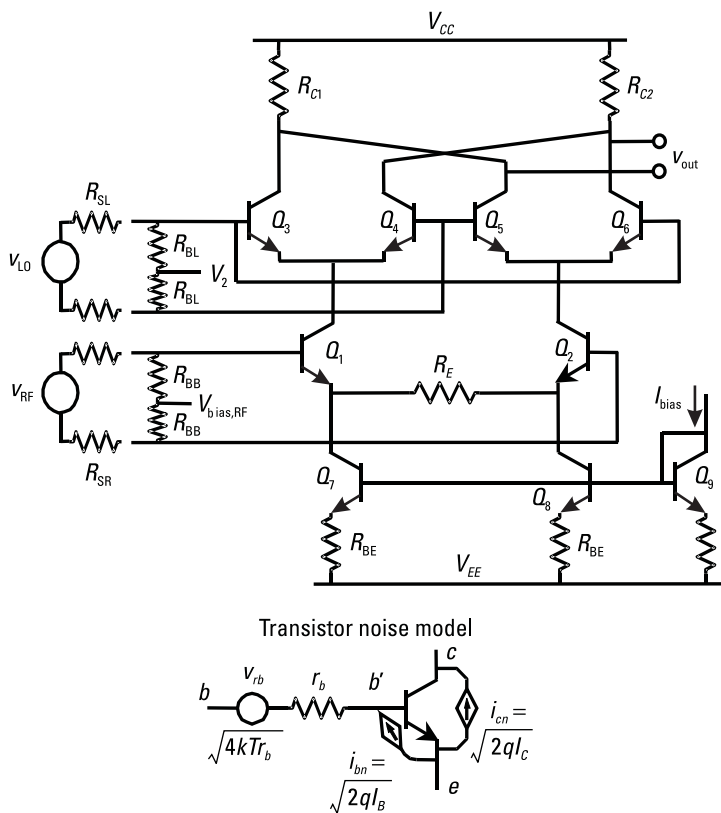 V_CC
R_C1
R_C2
v_out
R_SL
Q_3
Q_4
Q_5
Q_6
R_BL
v_LO
V_2
R_BL
Q_1
R_E
Q_2
R_BB
v_RF
V_bias,RF
R_BB
I_bias
R_SR
Q_7
Q_8
Q_9
R_BE
R_BE
V_EE
Transistor noise model
c
v_rb
r_b
b
b'
i_cn =
√4kTr_b
√2qI_C
i_bn =
√2qI_B
e